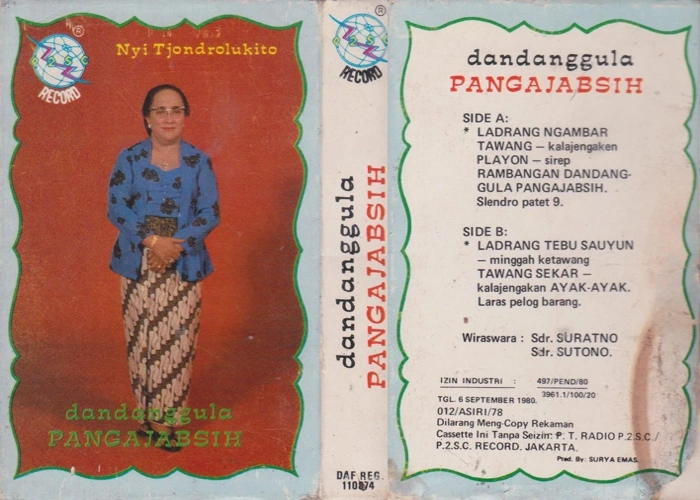 P.2.S.C
RECORD
®
Nyi Tjondrolukito
dandanggula
PANGAJABSIH
dandanggula
PANGAJABSIH
DAF REG.
110874
RECORD
®
dandanggula
PANGAJABSIH
SIDE A:
* LADRANG NGAMBAR
TAWANG – kalajengaken
PLAYON – sirep
RAMBANGAN DANDANG-
GULA PANGAJABSIH.
Slendro patet 9.
SIDE B:
* LADRANG TEBU SAUYUN
– minggah ketawang
TAWANG SEKAR –
kalajengakan AYAK-AYAK.
Laras pelog barang.
Wiraswara : Sdr. SURATNO
Sdr. SUTONO.
IZIN INDUSTRI : 497/PEND/80
3961.1/100/20
TGL. 6 SEPTEMBER 1980.
012/ASIRI/78
Dilarang Meng-Copy Rekaman
Cassette Ini Tanpa Seizin: P. T. RADIO P.2.S.C./
P.2.S.C. RECORD. JAKARTA.
Prod. By: SURYA EMAS.